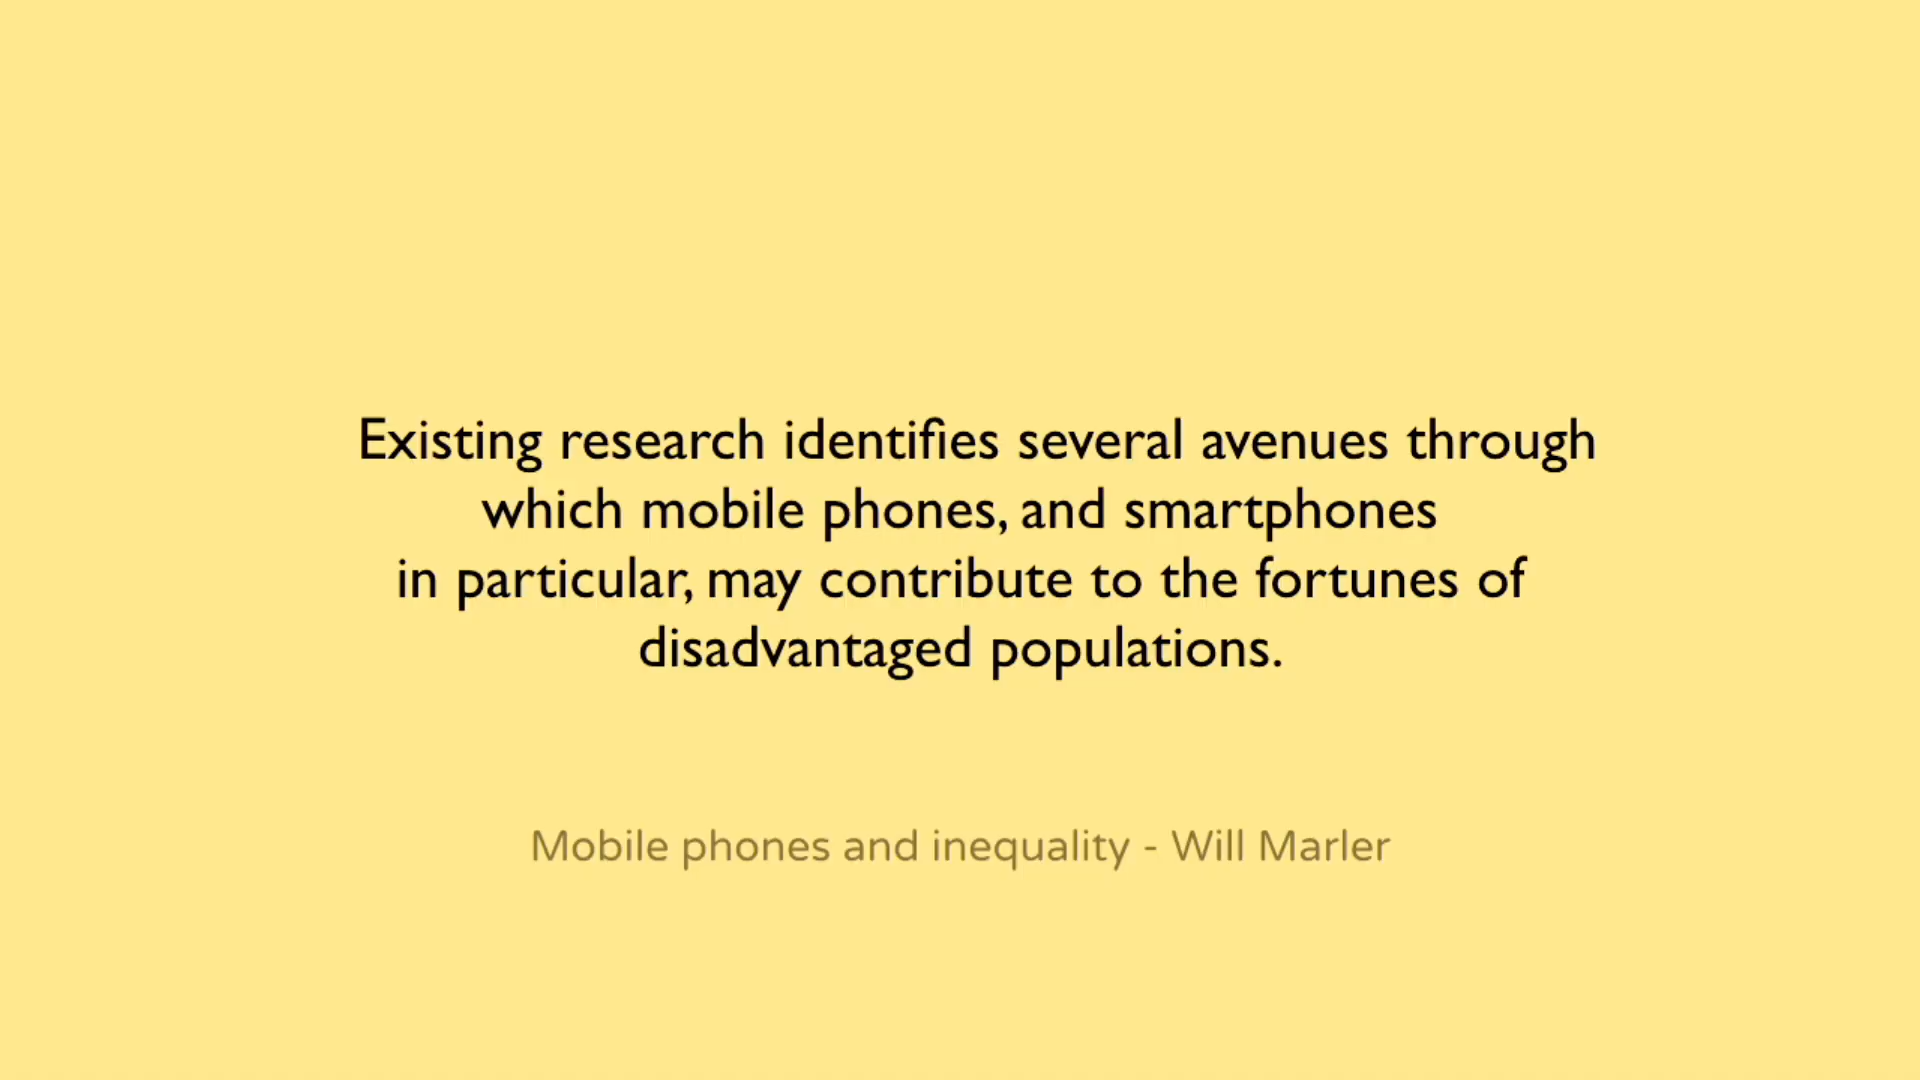 Existing research identifies several avenues through
which mobile phones, and smartphones
in particular, may contribute to the fortunes of
disadvantaged populations.
Mobile phones and inequality - Will Marler